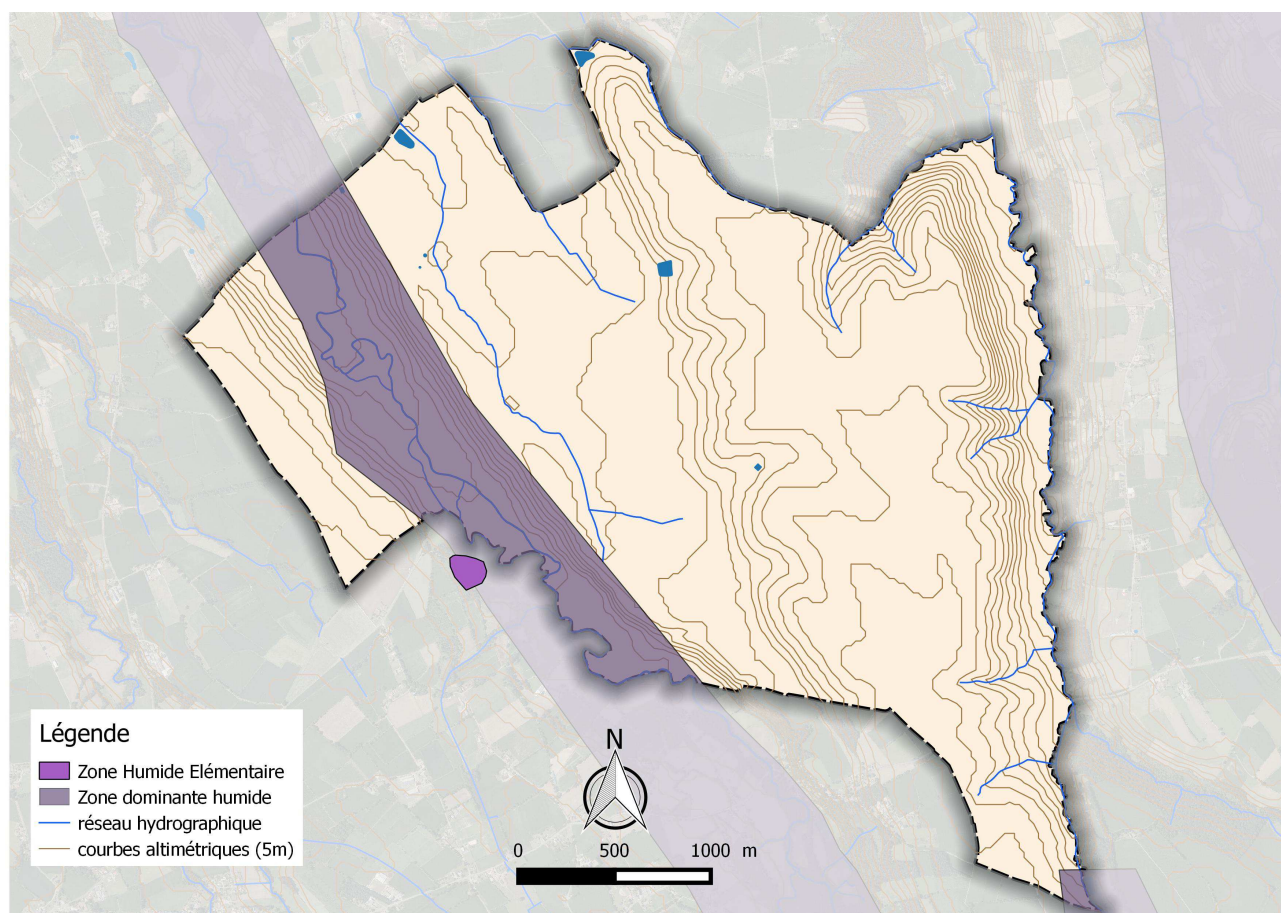 Légende
Zone Humide Elémentaire
Zone dominante humide
réseau hydrographique
courbes altimétriques (5m)
N
0 500 1000 m